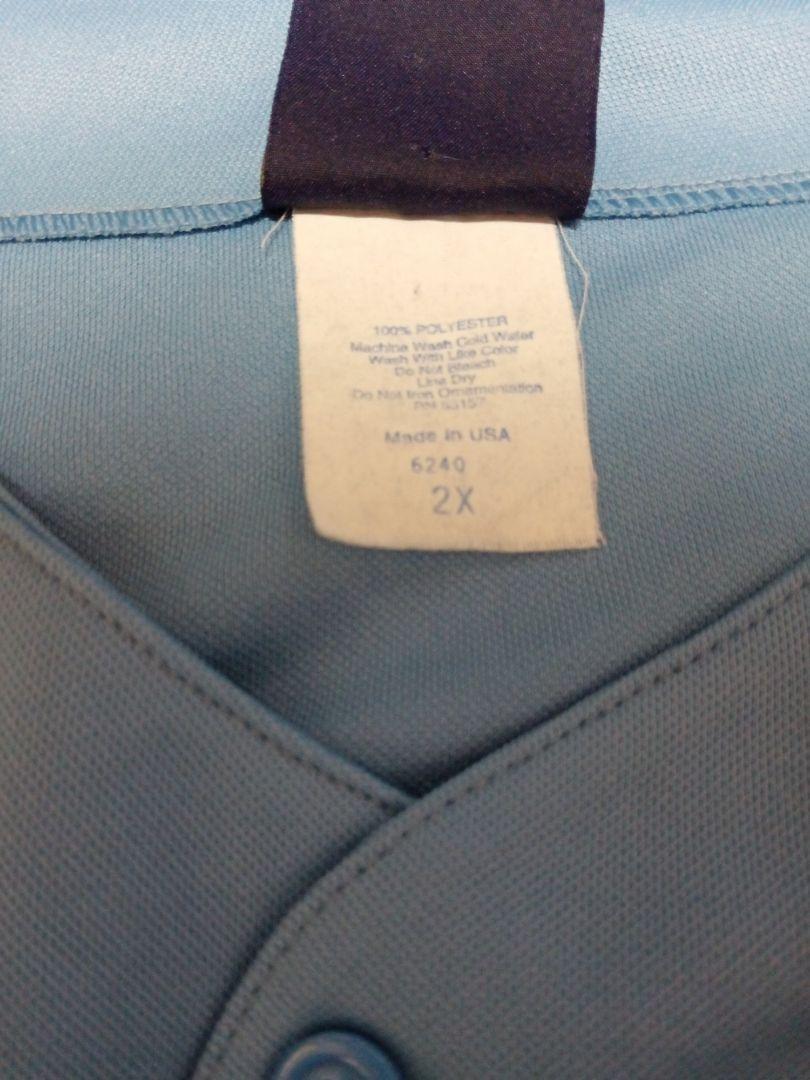 100% POLYESTER
Machine Wash Cold Water
Wash With Like Color
Do Not Bleach
Line Dry
Do Not Iron Ornamentation
RN
Made In USA
6240
2X